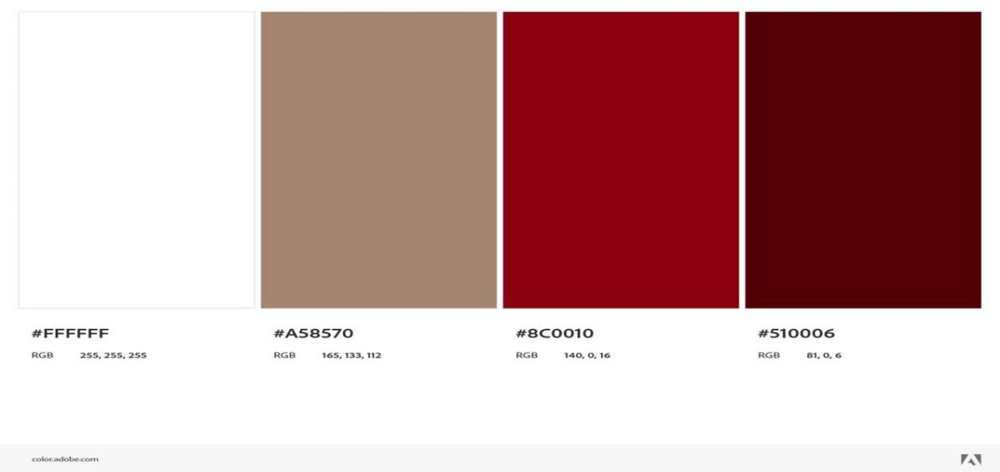 #FFFFFF
RGB 255, 255, 255
#A58570
RGB 165, 133, 112
#8C0010
RGB 140, 0, 16
#510006
RGB 81, 0, 6
color.adobe.com